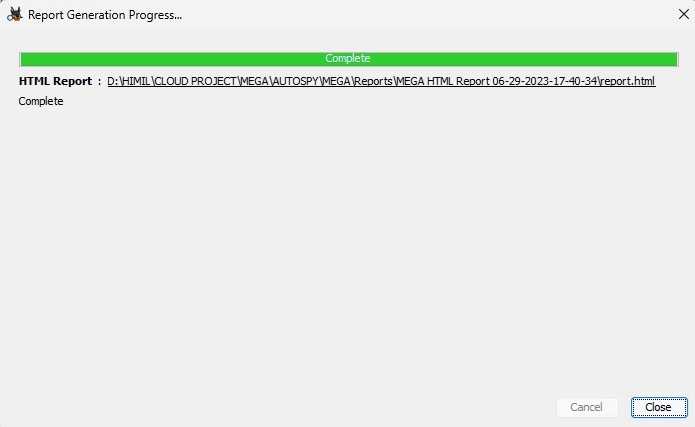 Report Generation Progress...
Complete
HTML Report : D:\HIMIL\CLOUD PROJECT\MEGA\AUTOSPY\MEGA\Reports\MEGA HTML Report 06-29-2023-17-40-34\report.html
Complete
Cancel Close